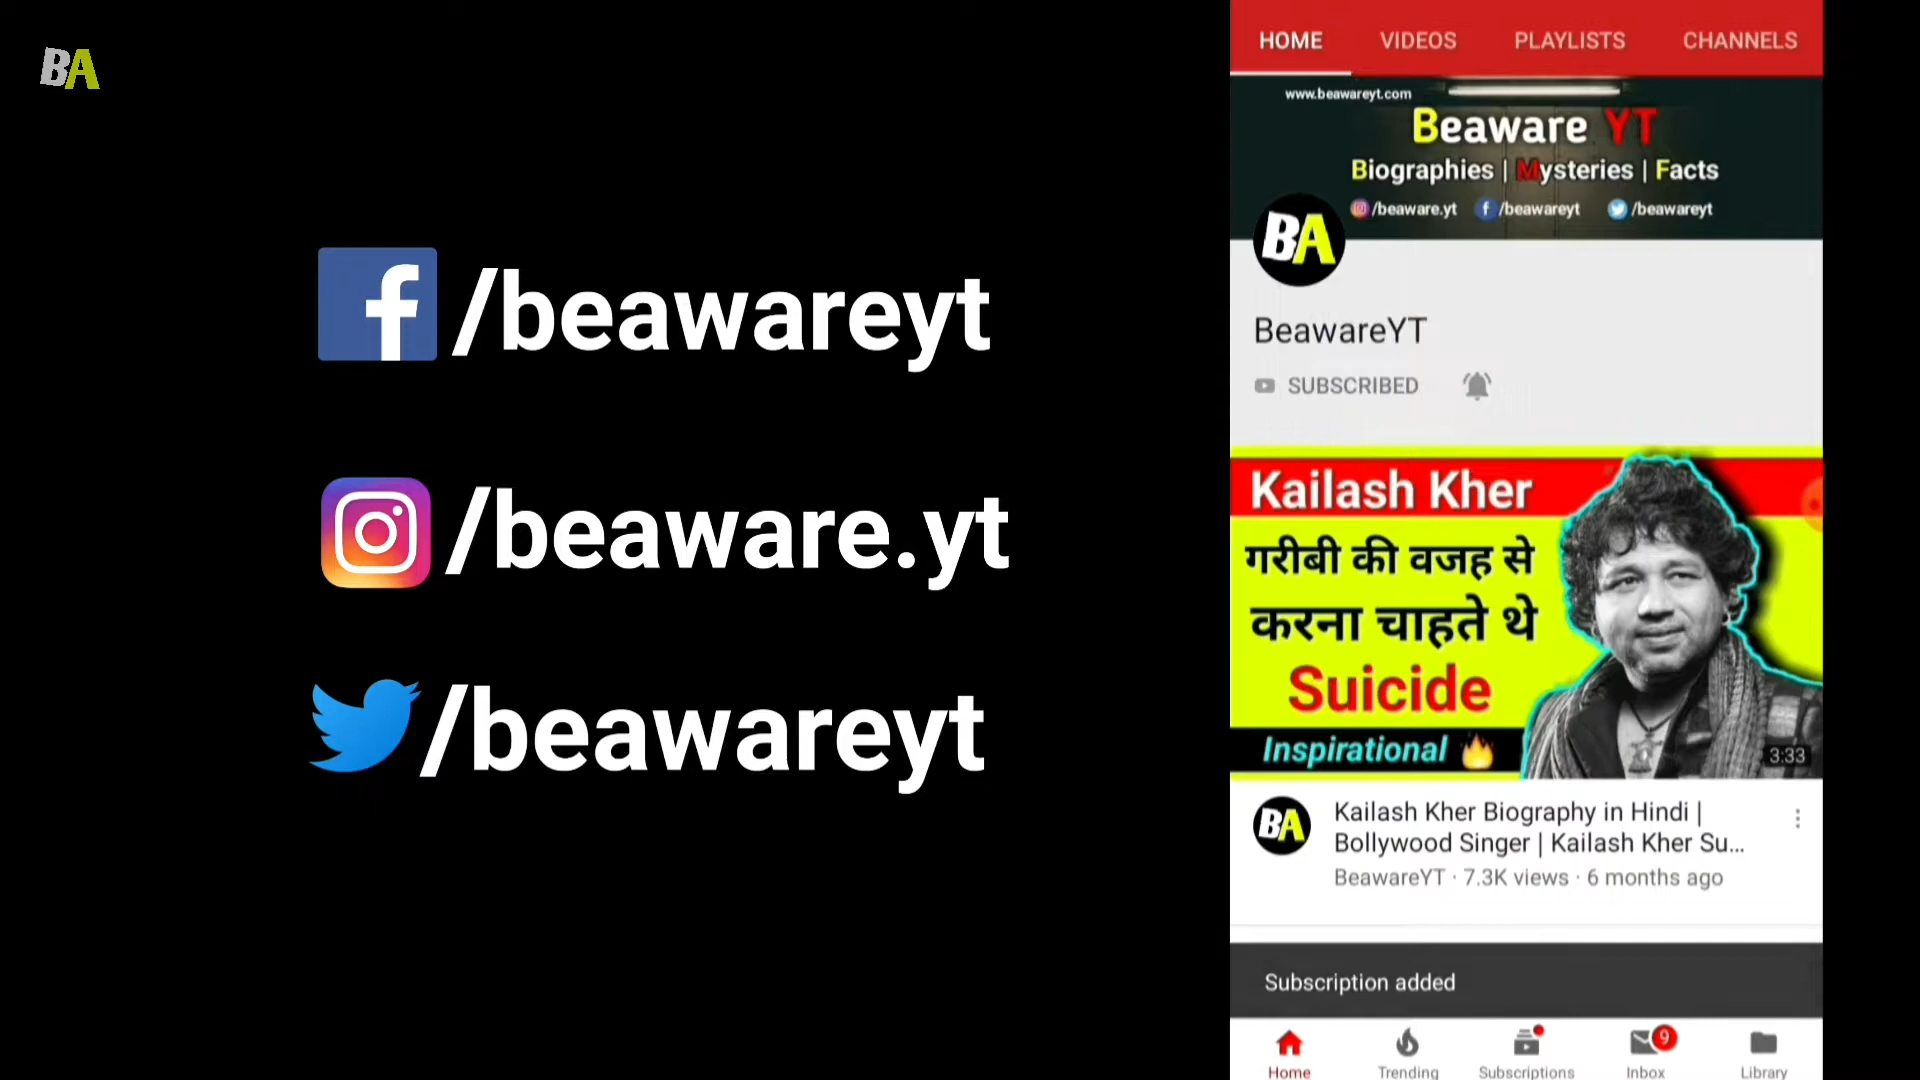 BA
/beawareyt
/beaware.yt
/beawareyt
HOME VIDEOS PLAYLISTS CHANNELS
www.beawareyt.com
Beaware YT
Biographies | Mysteries | Facts
/beaware.yt /beawareyt /beawareyt
BA
BeawareYT
SUBSCRIBED
Kailash Kher
गरीबी की वजह से
करना चाहते थे
Suicide
Inspirational
3:33
BA
Kailash Kher Biography in Hindi |
Bollywood Singer | Kailash Kher Su...
BeawareYT · 7.3K views · 6 months ago
Subscription added
9
Home Trending Subscriptions Inbox Library